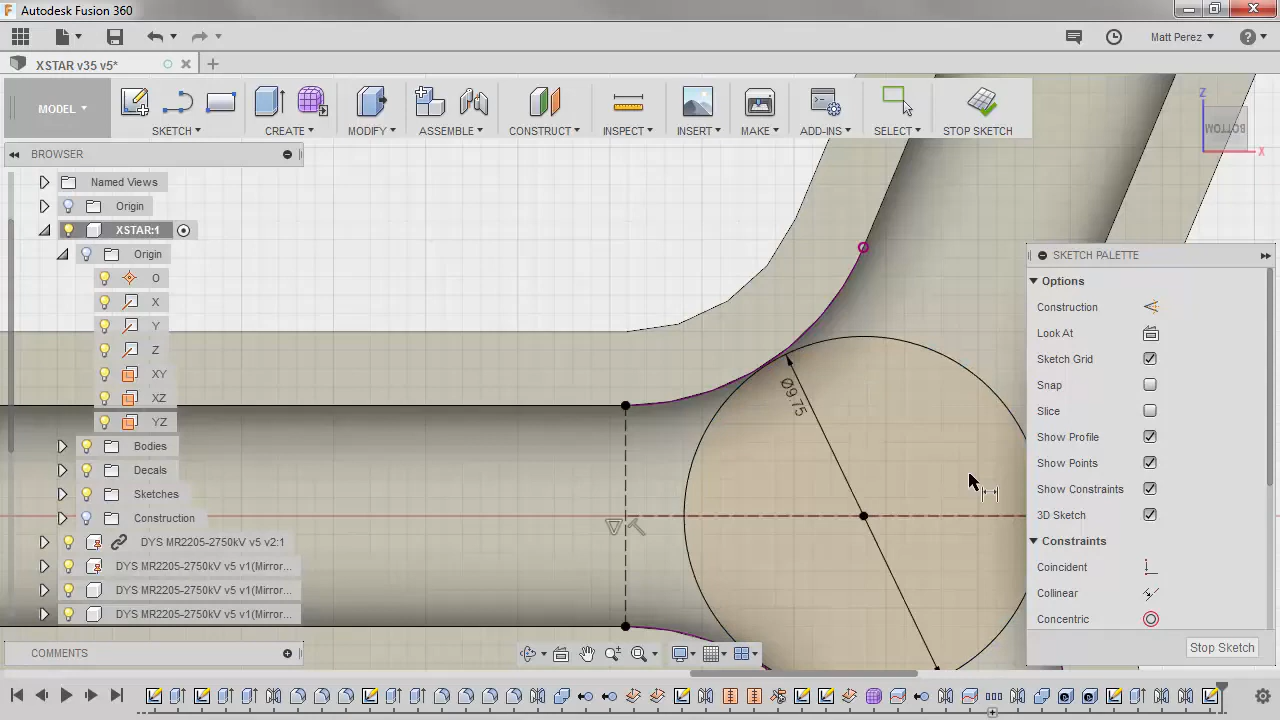 Autodesk Fusion 360
Matt Perez
XSTAR v35 v5*
MODEL
SKETCH
CREATE
MODIFY
ASSEMBLE
CONSTRUCT
INSPECT
INSERT
MAKE
ADD-INS
SELECT
STOP SKETCH
Z
BOTTOM
X
BROWSER
Named Views
Origin
XSTAR:1
Origin
O
X
Y
Z
XY
XZ
YZ
Bodies
Decals
Sketches
Construction
DYS MR2205-2750kV v5 v2:1
DYS MR2205-2750kV v5 v1(Mirror...
DYS MR2205-2750kV v5 v1(Mirror...
DYS MR2205-2750kV v5 v1(Mirror...
Ø9.75
SKETCH PALETTE
Options
Construction
Look At
Sketch Grid
Snap
Slice
Show Profile
Show Points
Show Constraints
3D Sketch
Constraints
Coincident
Collinear
Concentric
Stop Sketch
COMMENTS